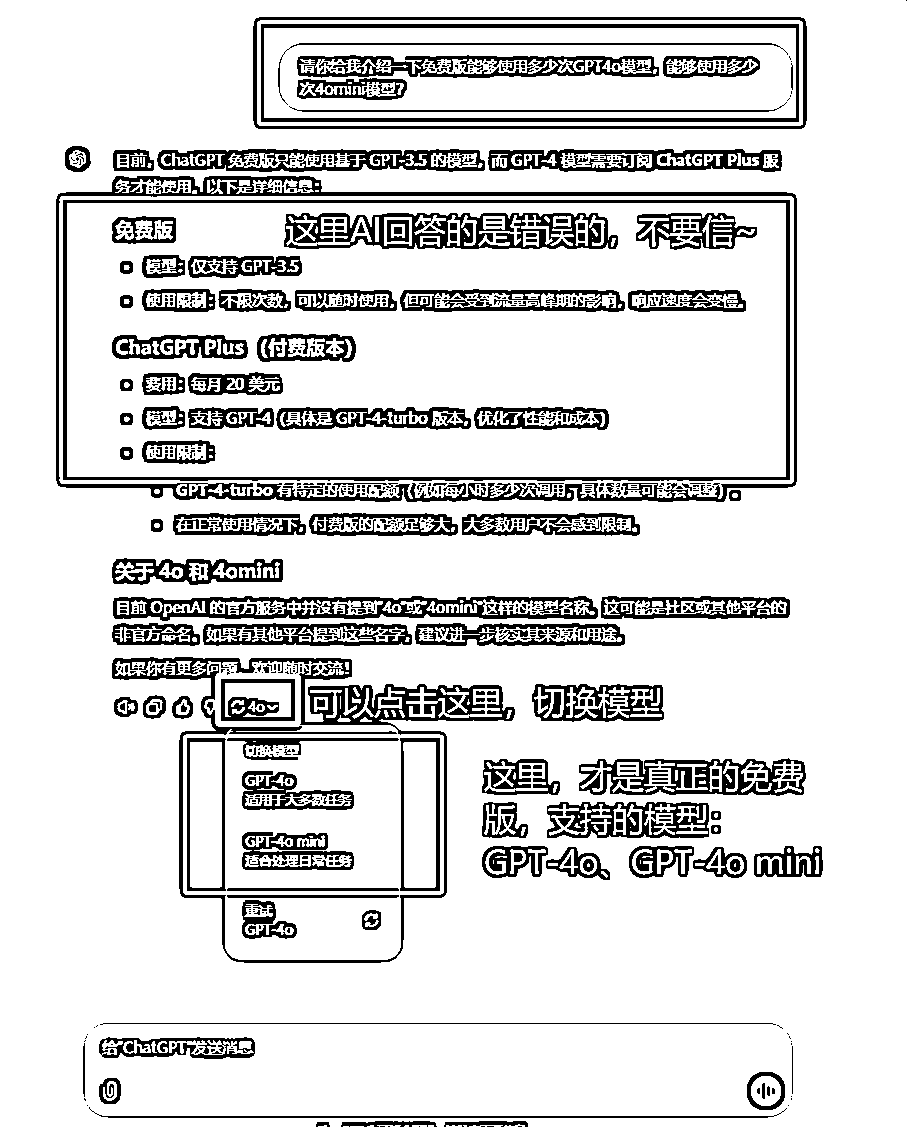 请你给我介绍一下免费版能够使用多少次GPT4o模型，能够使用多少
次4omini模型？
目前，ChatGPT 免费版只能使用基于 GPT-3.5 的模型，而 GPT-4 模型需要订阅 ChatGPT Plus 服
务才能使用。以下是详细信息：
免费版
这里AI回答的是错误的，不要信~
模型：仅支持 GPT-3.5
使用限制：不限次数，可以随时使用，但可能会受到流量高峰期的影响，响应速度会变慢。
ChatGPT Plus（付费版本）
费用：每月 20 美元
模型：支持 GPT-4（具体是 GPT-4-turbo 版本，优化了性能和成本）
使用限制：
GPT-4-turbo 有特定的使用配额（例如每小时多少次调用，具体数量可能会调整）。
在正常使用情况下，付费版的配额足够大，大多数用户不会感到限制。
关于 4o 和 4omini
目前 OpenAI 的官方服务中并没有提到"4o"或"4omini"这样的模型名称。这可能是社区或其他平台的
非官方命名。如果有其他平台提到这些名字，建议进一步核实其来源和用途。
如果你有更多问题，欢迎随时交流！
4o
可以点击这里，切换模型
切换模型
GPT-4o
适用于大多数任务
GPT-4o mini
适合处理日常任务
重试
GPT-4o
这里，才是真正的免费
版，支持的模型：
GPT-4o、GPT-4o mini
给"ChatGPT"发送消息